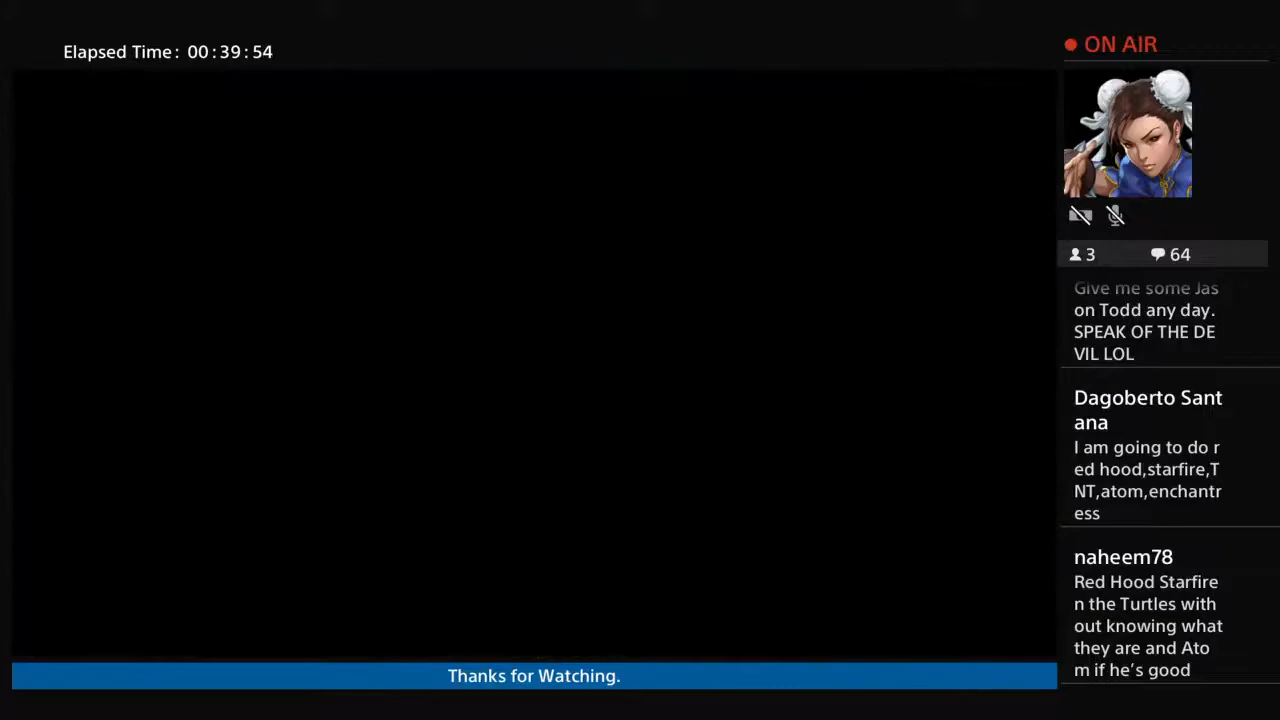 Elapsed Time: 00:39:54
ON AIR
3 64
Give me some Jas
on Todd any day.
SPEAK OF THE DE
VIL LOL
Dagoberto Sant
ana
I am going to do r
ed hood,starfire,T
NT,atom,enchantr
ess
naheem78
Red Hood Starfire
n the Turtles with
out knowing what
they are and Ato
m if he's good
Thanks for Watching.